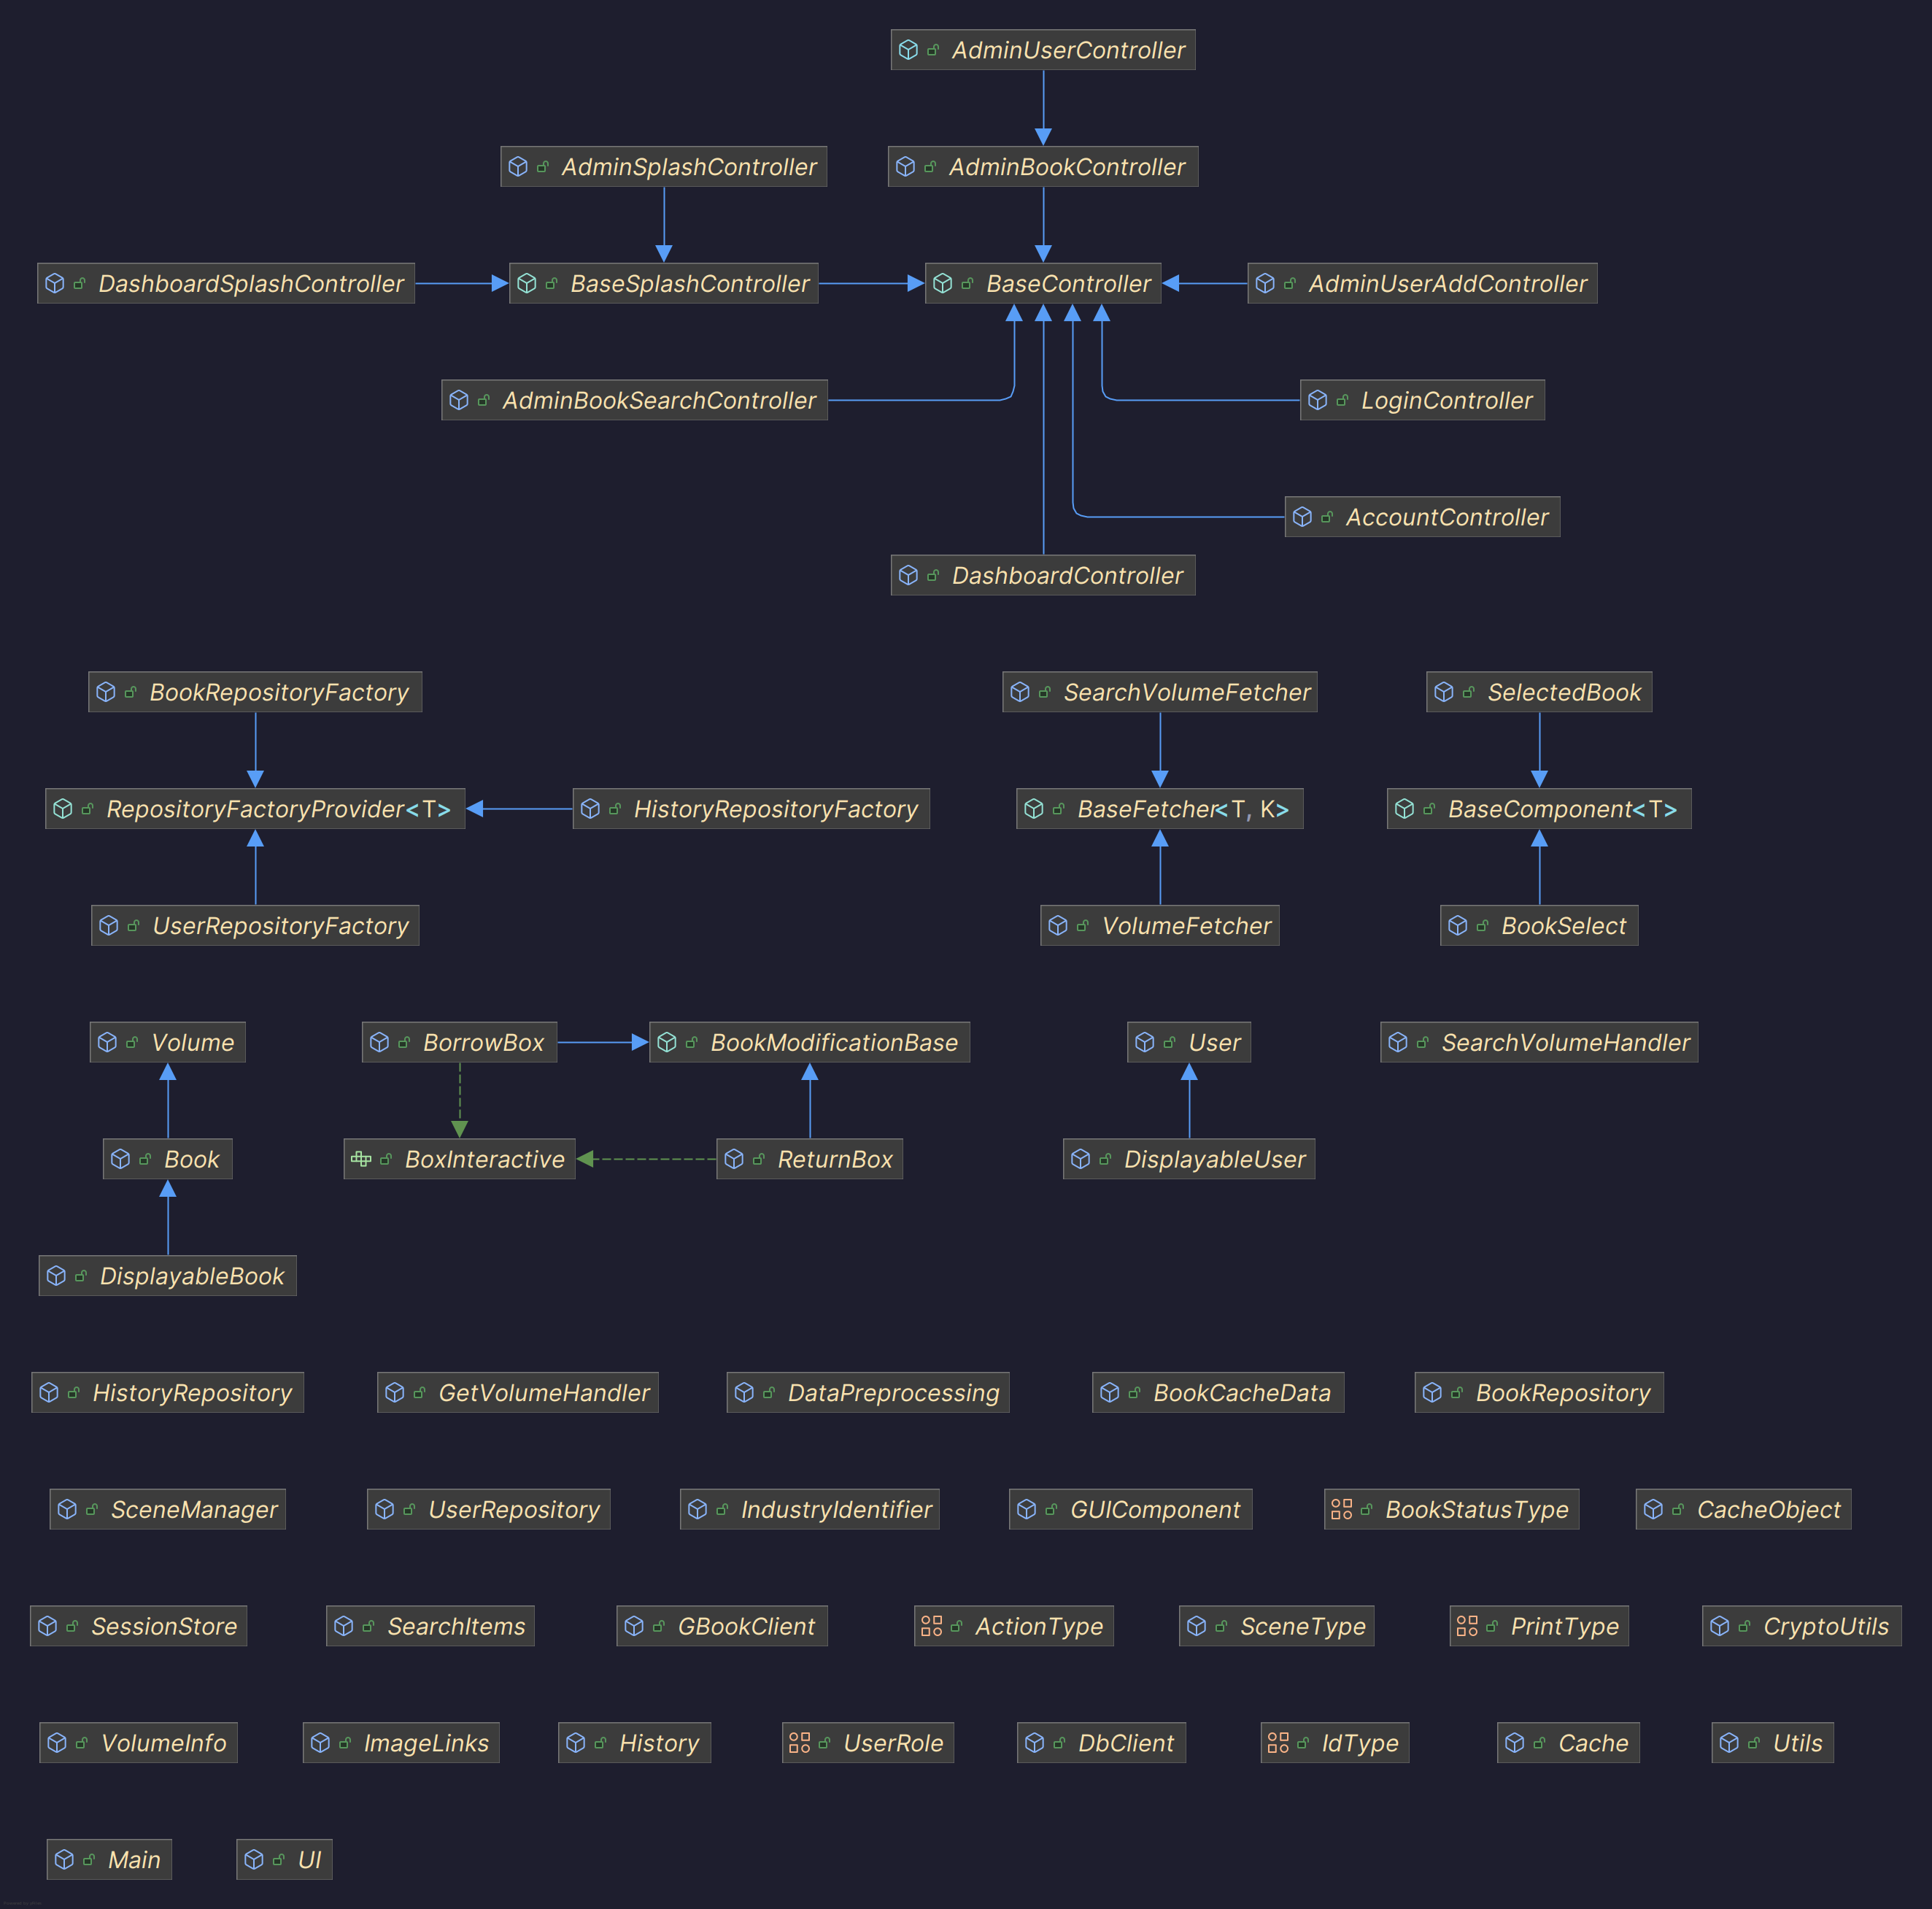 AdminUserController
AdminSplashController
AdminBookController
DashboardSplashController
BaseSplashController
BaseController
AdminUserAddController
AdminBookSearchController
LoginController
AccountController
DashboardController
BookRepositoryFactory
SearchVolumeFetcher
SelectedBook
RepositoryFactoryProvider<T>
HistoryRepositoryFactory
BaseFetcher<T, K>
BaseComponent<T>
UserRepositoryFactory
VolumeFetcher
BookSelect
Volume
BorrowBox
BookModificationBase
User
SearchVolumeHandler
Book
BoxInteractive
ReturnBox
DisplayableUser
DisplayableBook
HistoryRepository
GetVolumeHandler
DataPreprocessing
BookCacheData
BookRepository
SceneManager
UserRepository
IndustryIdentifier
GUIComponent
BookStatusType
CacheObject
SessionStore
SearchItems
GBookClient
ActionType
SceneType
PrintType
CryptoUtils
VolumeInfo
ImageLinks
History
UserRole
DbClient
IdType
Cache
Utils
Main
UI